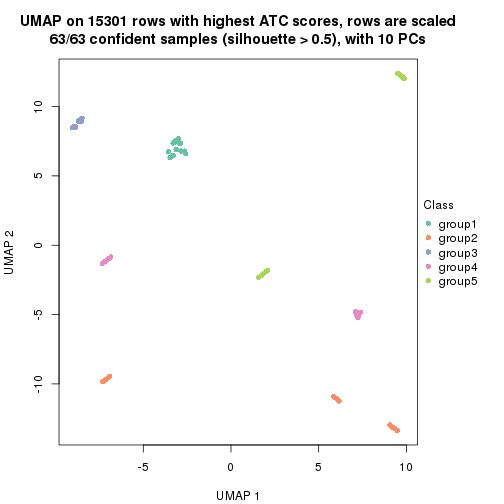 UMAP on 15301 rows with highest ATC scores, rows are scaled
63/63 confident samples (silhouette > 0.5), with 10 PCs
10
5
0
-5
-10
UMAP 2
-5
0
5
10
UMAP 1
Class
group1
group2
group3
group4
group5